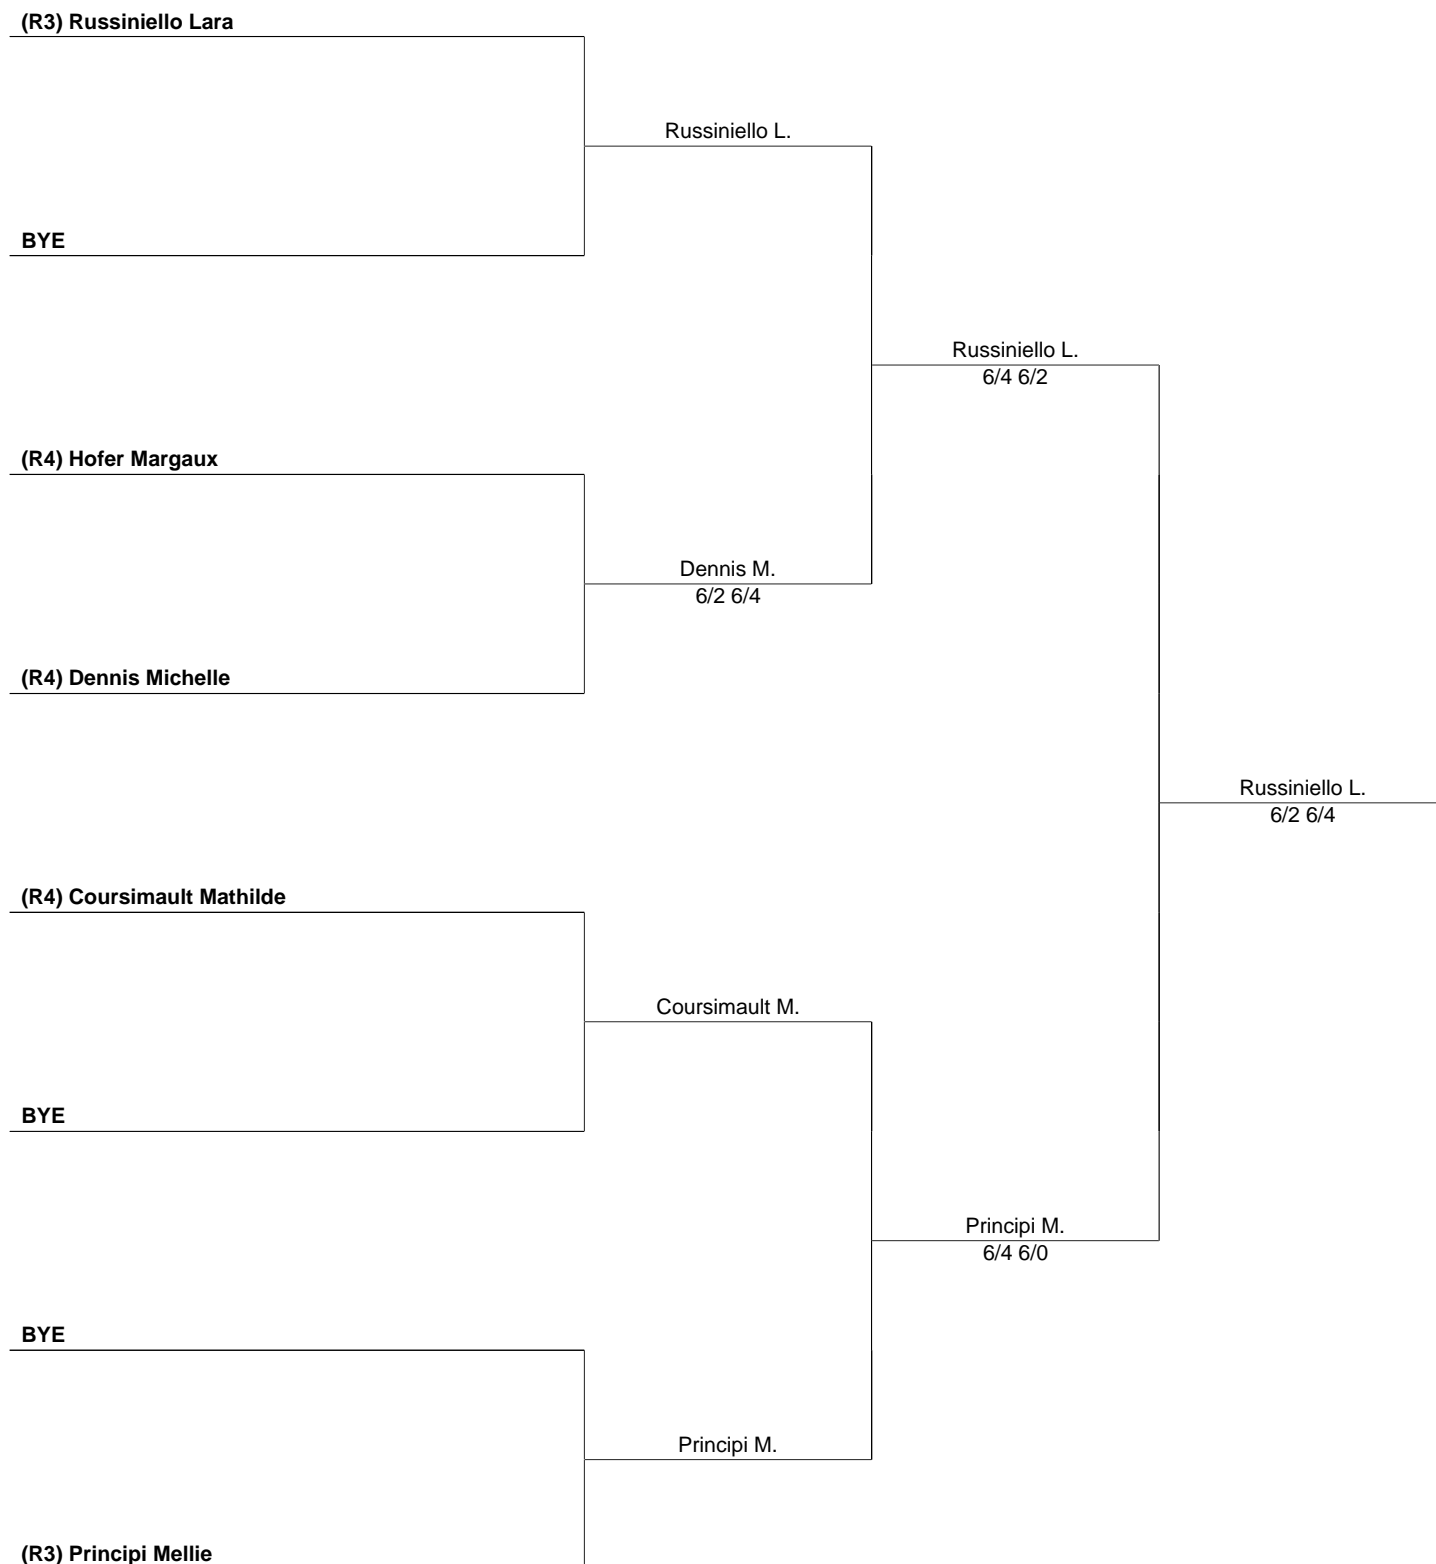 (R3) Russiniello Lara
Russiniello L.
BYE
Russiniello L.
6/4 6/2
(R4) Hofer Margaux
Dennis M.
6/2 6/4
(R4) Dennis Michelle
Russiniello L.
6/2 6/4
(R4) Coursimault Mathilde
Coursimault M.
BYE
Principi M.
6/4 6/0
BYE
Principi M.
(R3) Principi Mellie